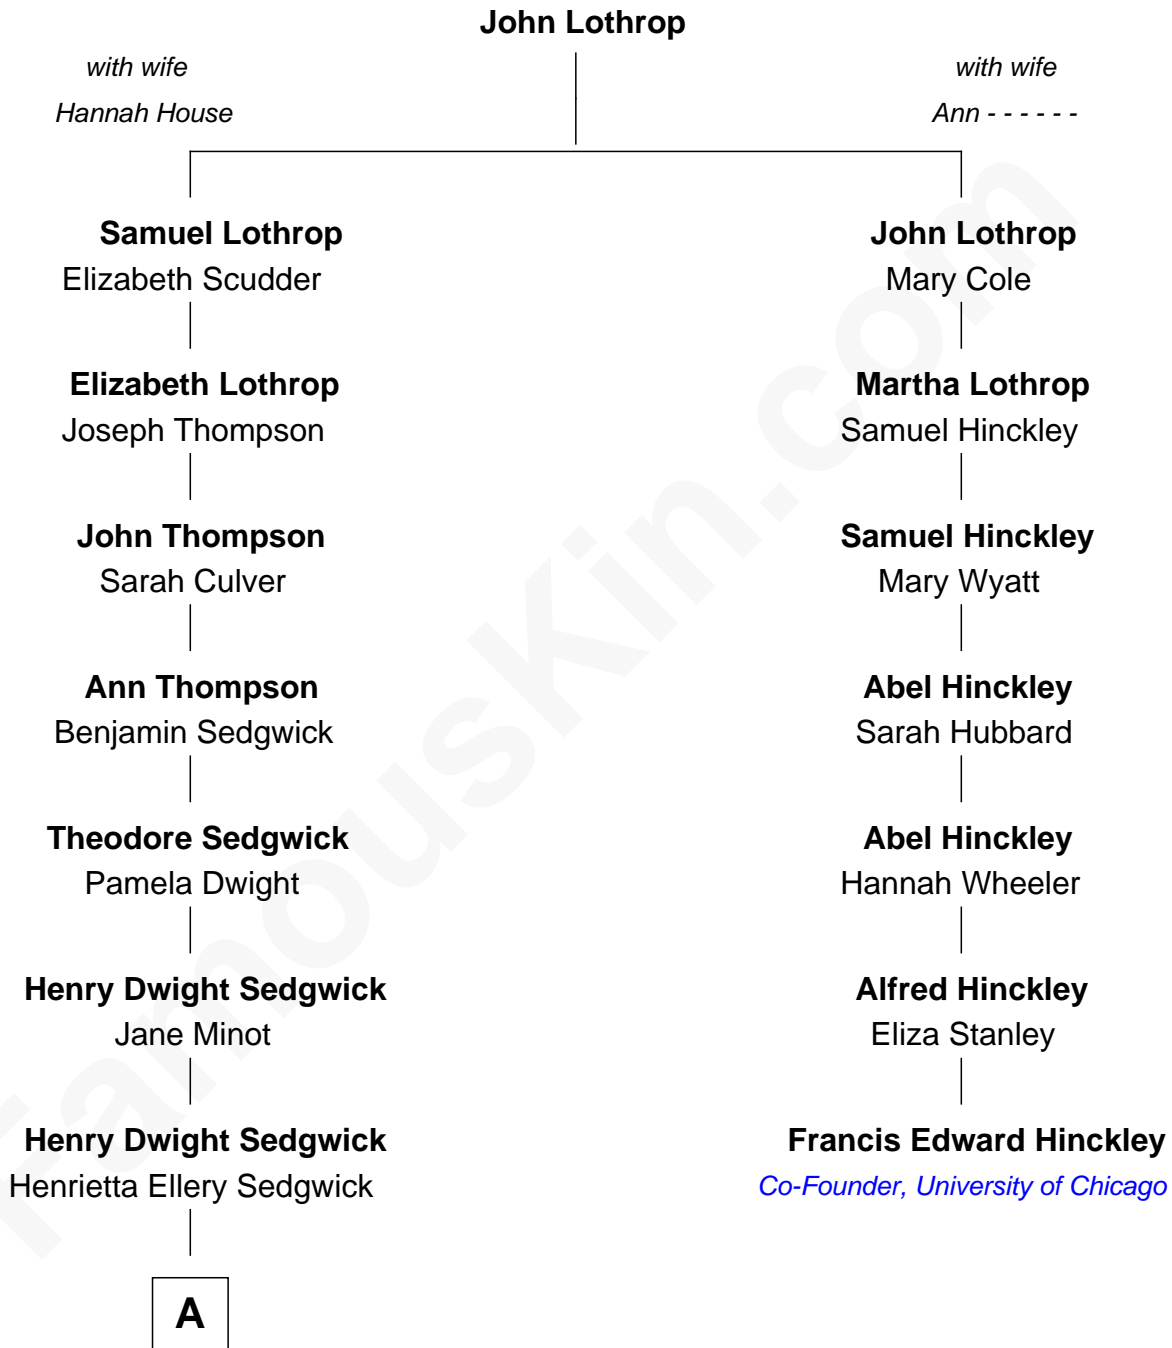 John Lothrop
with wife
Hannah House
with wife
Ann - - - - - -
Samuel Lothrop
Elizabeth Scudder
John Lothrop
Mary Cole
Elizabeth Lothrop
Joseph Thompson
Martha Lothrop
Samuel Hinckley
John Thompson
Sarah Culver
Samuel Hinckley
Mary Wyatt
Ann Thompson
Benjamin Sedgwick
Abel Hinckley
Sarah Hubbard
Theodore Sedgwick
Pamela Dwight
Abel Hinckley
Hannah Wheeler
Henry Dwight Sedgwick
Jane Minot
Alfred Hinckley
Eliza Stanley
Henry Dwight Sedgwick
Henrietta Ellery Sedgwick
Francis Edward Hinckley
Co-Founder, University of Chicago
A
FamousKin.com